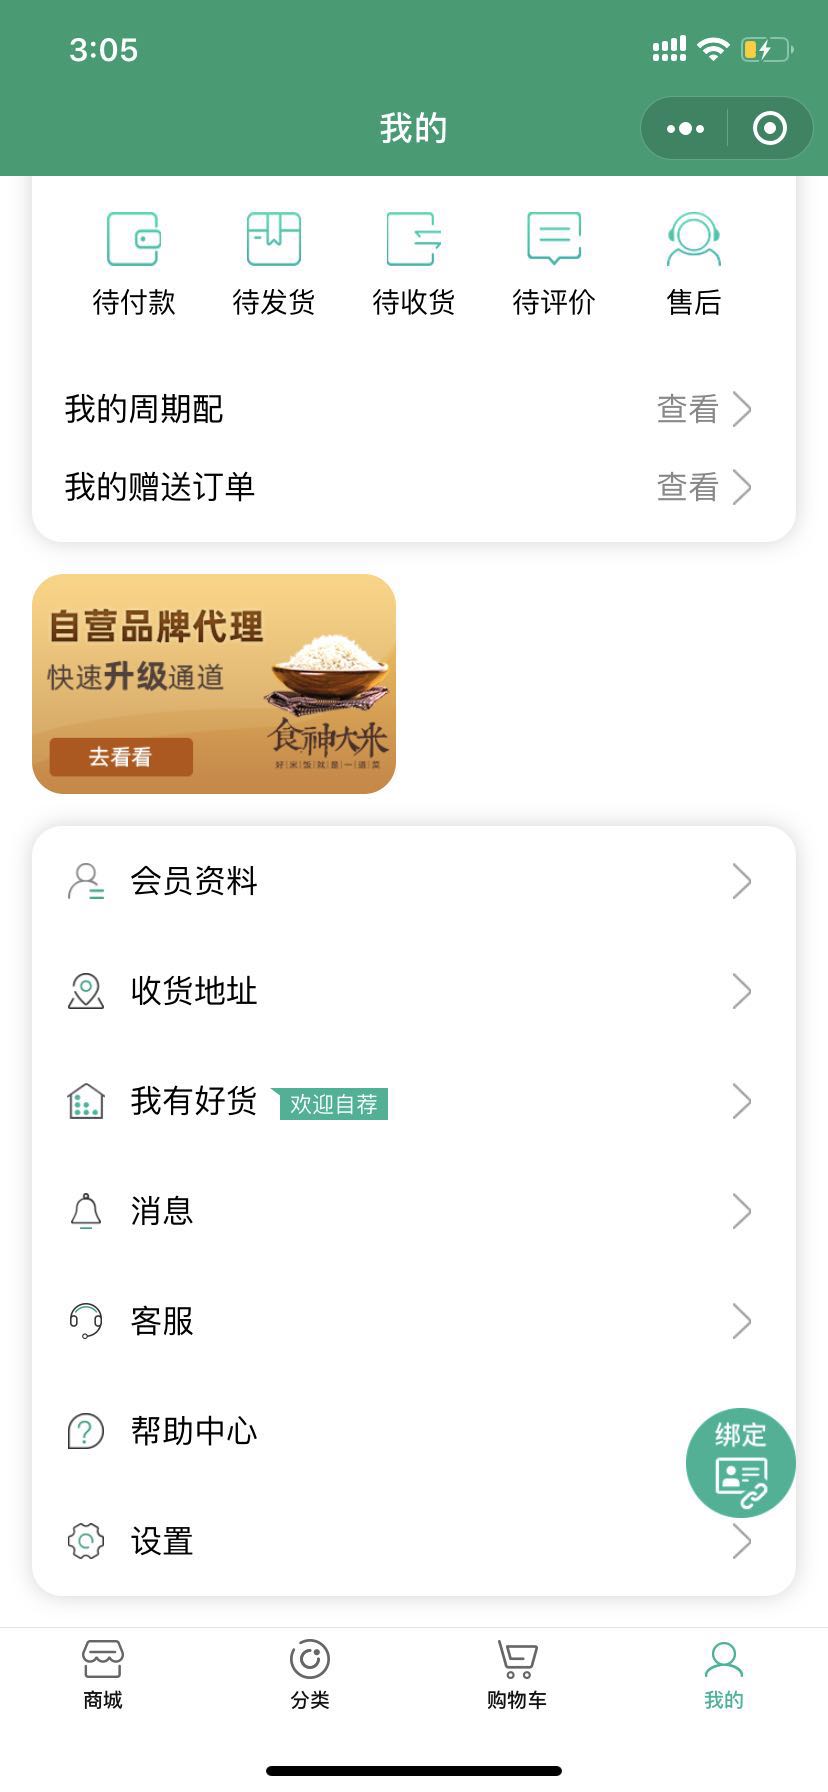 3:05
我的
待付款 待发货 待收货 待评价 售后
我的周期配 查看
我的赠送订单 查看
自营品牌代理
快速升级通道
去看看
食神大米
好|米|饭|就|是|一|道|菜
会员资料
收货地址
我有好货 欢迎自荐
消息
客服
帮助中心
绑定
设置
商城 分类 购物车 我的